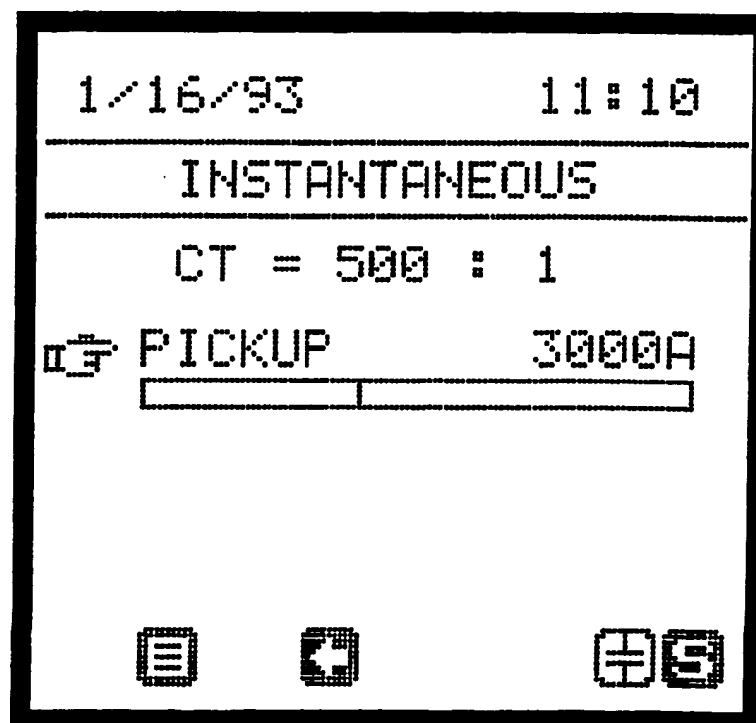 1/16/93 11:10
INSTANTANEOUS
CT = 500 : 1
PICKUP 3000A